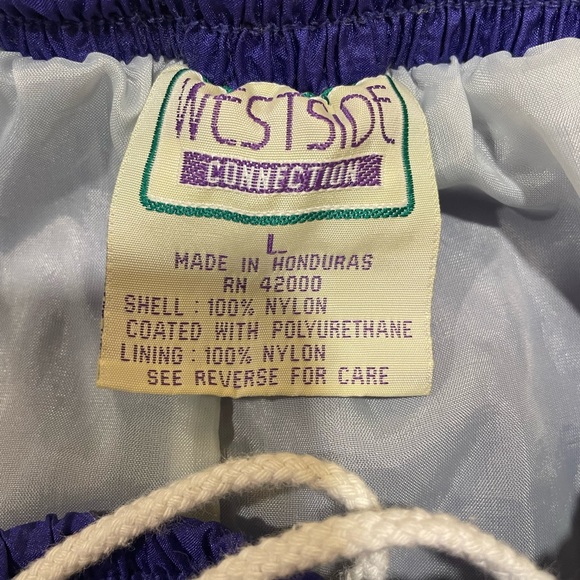 WESTSIDE
CONNECTION
L
MADE IN HONDURAS
RN 42000
SHELL : 100% NYLON
COATED WITH POLYURETHANE
LINING : 100% NYLON
SEE REVERSE FOR CARE